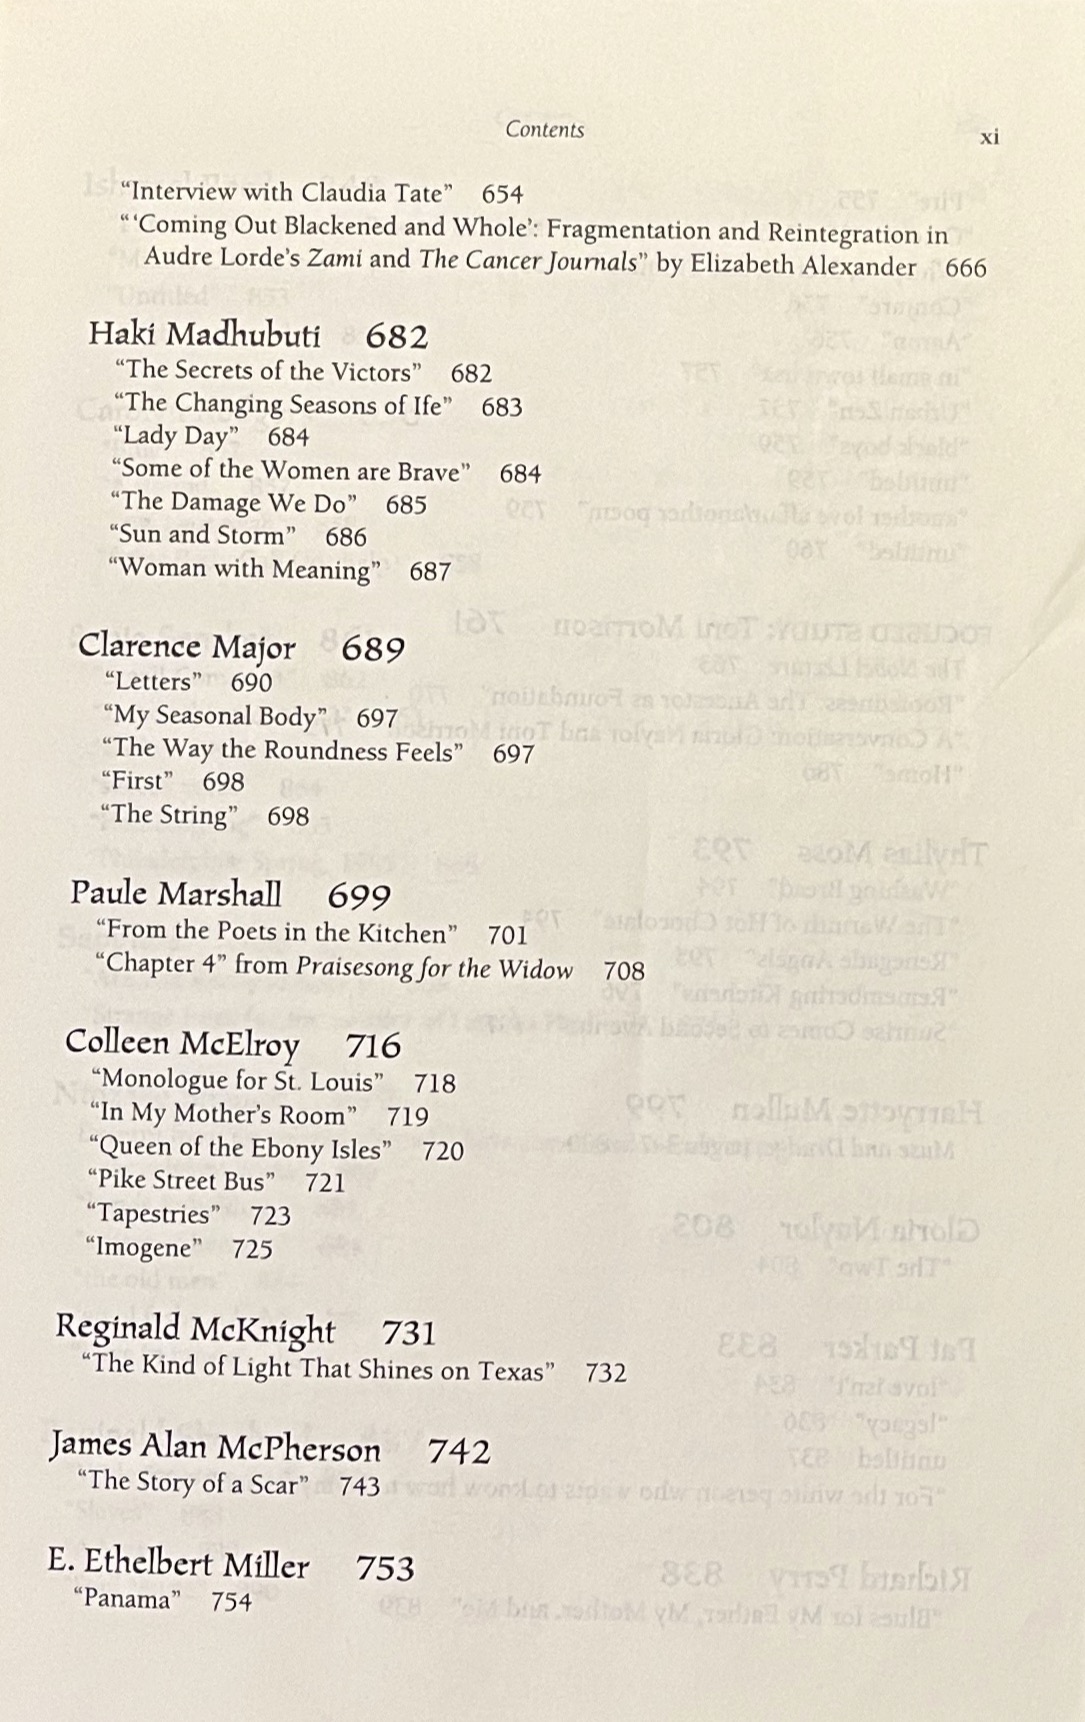 Contents
xi
“Interview with Claudia Tate” 654
“‘Coming Out Blackened and Whole’: Fragmentation and Reintegration in
Audre Lorde’s Zami and The Cancer Journals” by Elizabeth Alexander 666
Haki Madhubuti 682
“The Secrets of the Victors” 682
“The Changing Seasons of Ife” 683
“Lady Day” 684
“Some of the Women are Brave” 684
“The Damage We Do” 685
“Sun and Storm” 686
“Woman with Meaning” 687
Clarence Major 689
“Letters” 690
“My Seasonal Body” 697
“The Way the Roundness Feels” 697
“First” 698
“The String” 698
Paule Marshall 699
“From the Poets in the Kitchen” 701
“Chapter 4” from Praisesong for the Widow 708
Colleen McElroy 716
“Monologue for St. Louis” 718
“In My Mother’s Room” 719
“Queen of the Ebony Isles” 720
“Pike Street Bus” 721
“Tapestries” 723
“Imogene” 725
Reginald McKnight 731
“The Kind of Light That Shines on Texas” 732
James Alan McPherson 742
“The Story of a Scar” 743
E. Ethelbert Miller 753
“Panama” 754